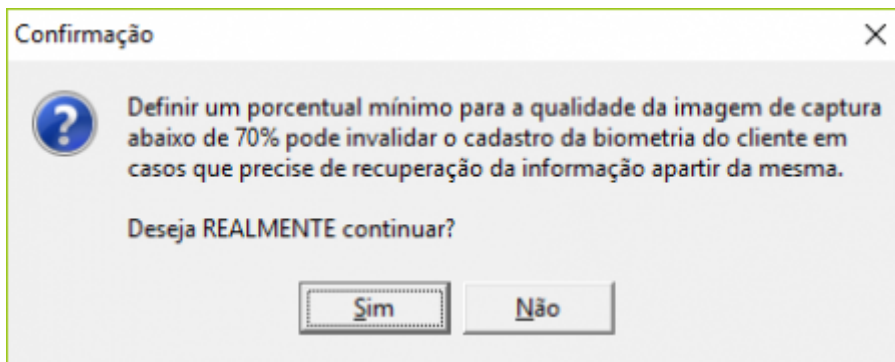 Confirmação
Definir um porcentual mínimo para a qualidade da imagem de captura
abaixo de 70% pode invalidar o cadastro da biometria do cliente em
casos que precise de recuperação da informação apartir da mesma.
Deseja REALMENTE continuar?
Sim
Não